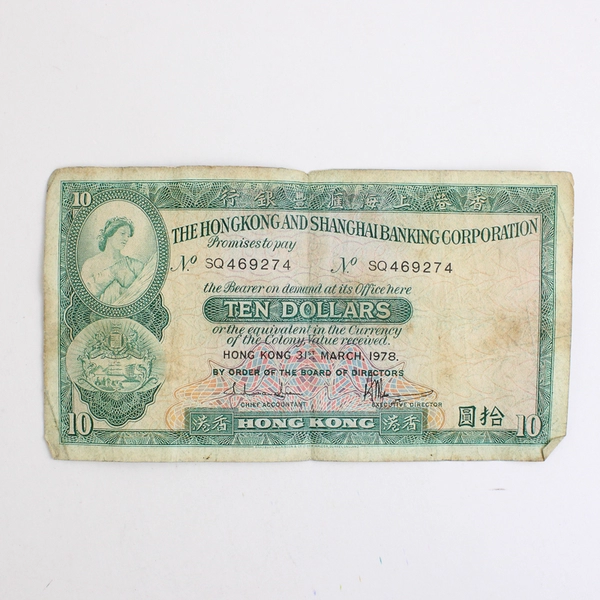 10
行銀豐滙海上港香
THE HONGKONG AND SHANGHAI BANKING CORPORATION
Promises to pay
No SQ469274 No SQ469274
the Bearer on demand at its Office here
TEN DOLLARS
or the equivalent in the Currency
of the Colony, Value received.
HONG KONG 31ST MARCH, 1978.
BY ORDER OF THE BOARD OF DIRECTORS
CHIEF ACCOUNTANT EXECUTIVE DIRECTOR
10 港香 HONG KONG 港香 圓拾 10